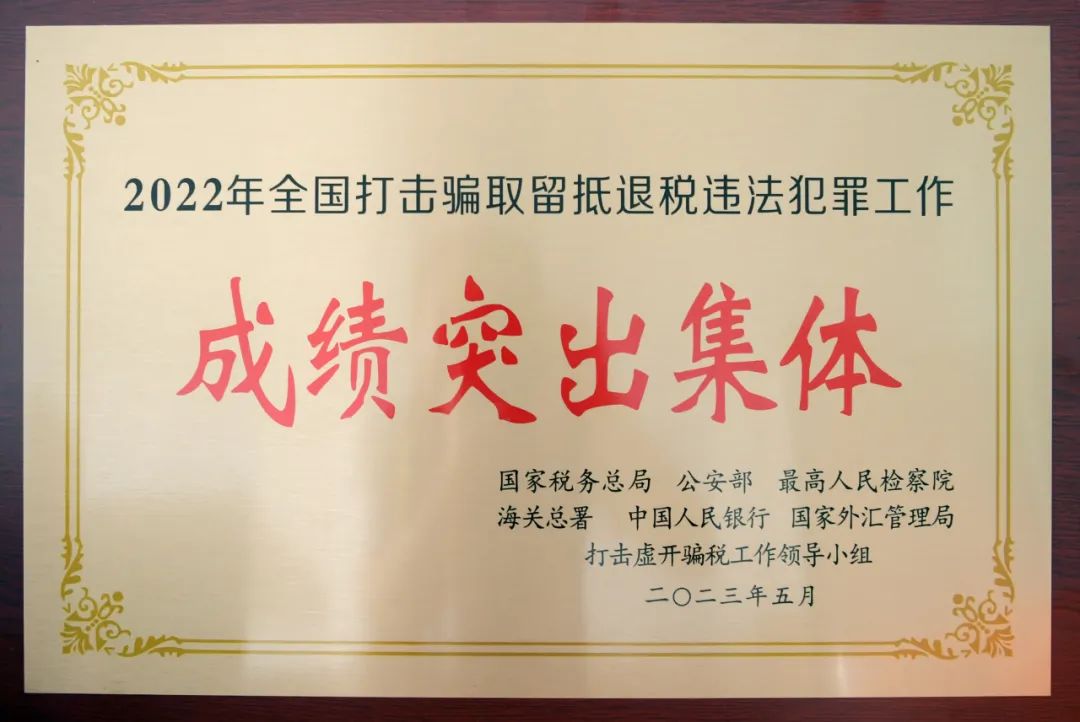 2022年全国打击骗取留抵退税违法犯罪工作
成绩突出集体
国家税务总局 公安部 最高人民检察院
海关总署 中国人民银行 国家外汇管理局
打击虚开骗税工作领导小组
二〇二三年五月